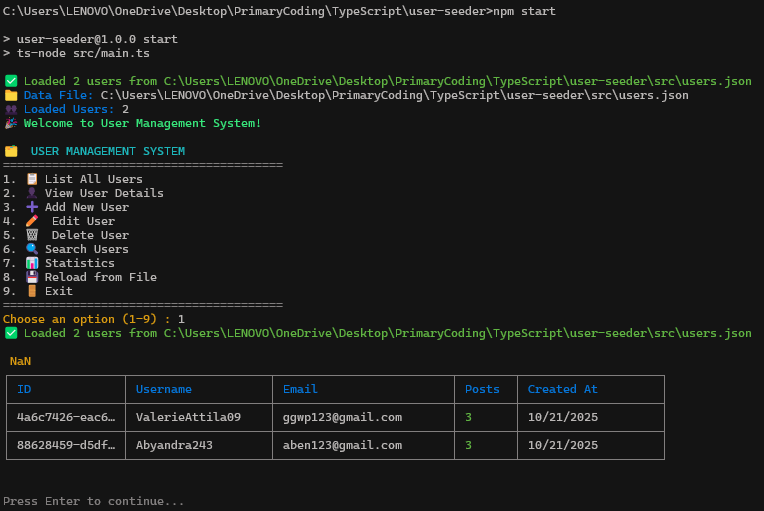 C:\Users\LENOVO\OneDrive\Desktop\PrimaryCoding\TypeScript\user-seeder>npm start
> user-seeder@1.0.0 start
> ts-node src/main.ts
✅ Loaded 2 users from C:\Users\LENOVO\OneDrive\Desktop\PrimaryCoding\TypeScript\user-seeder\src\users.json
📁 Data File: C:\Users\LENOVO\OneDrive\Desktop\PrimaryCoding\TypeScript\user-seeder\src\users.json
👥 Loaded Users: 2
🎉 Welcome to User Management System!
🗂️ USER MANAGEMENT SYSTEM
========================================
1. 📋 List All Users
2. 👤 View User Details
3. ➕ Add New User
4. ✏️ Edit User
5. 🗑️ Delete User
6. 🔍 Search Users
7. 📊 Statistics
8. 💾 Reload from File
9. 🚪 Exit
========================================
Choose an option (1-9) : 1
✅ Loaded 2 users from C:\Users\LENOVO\OneDrive\Desktop\PrimaryCoding\TypeScript\user-seeder\src\users.json
NaN
ID Username Email Posts Created At
4a6c7426-eac6… ValerieAttila09 ggwp123@gmail.com 3 10/21/2025
88628459-d5df… Abyandra243 aben123@gmail.com 3 10/21/2025
Press Enter to continue...